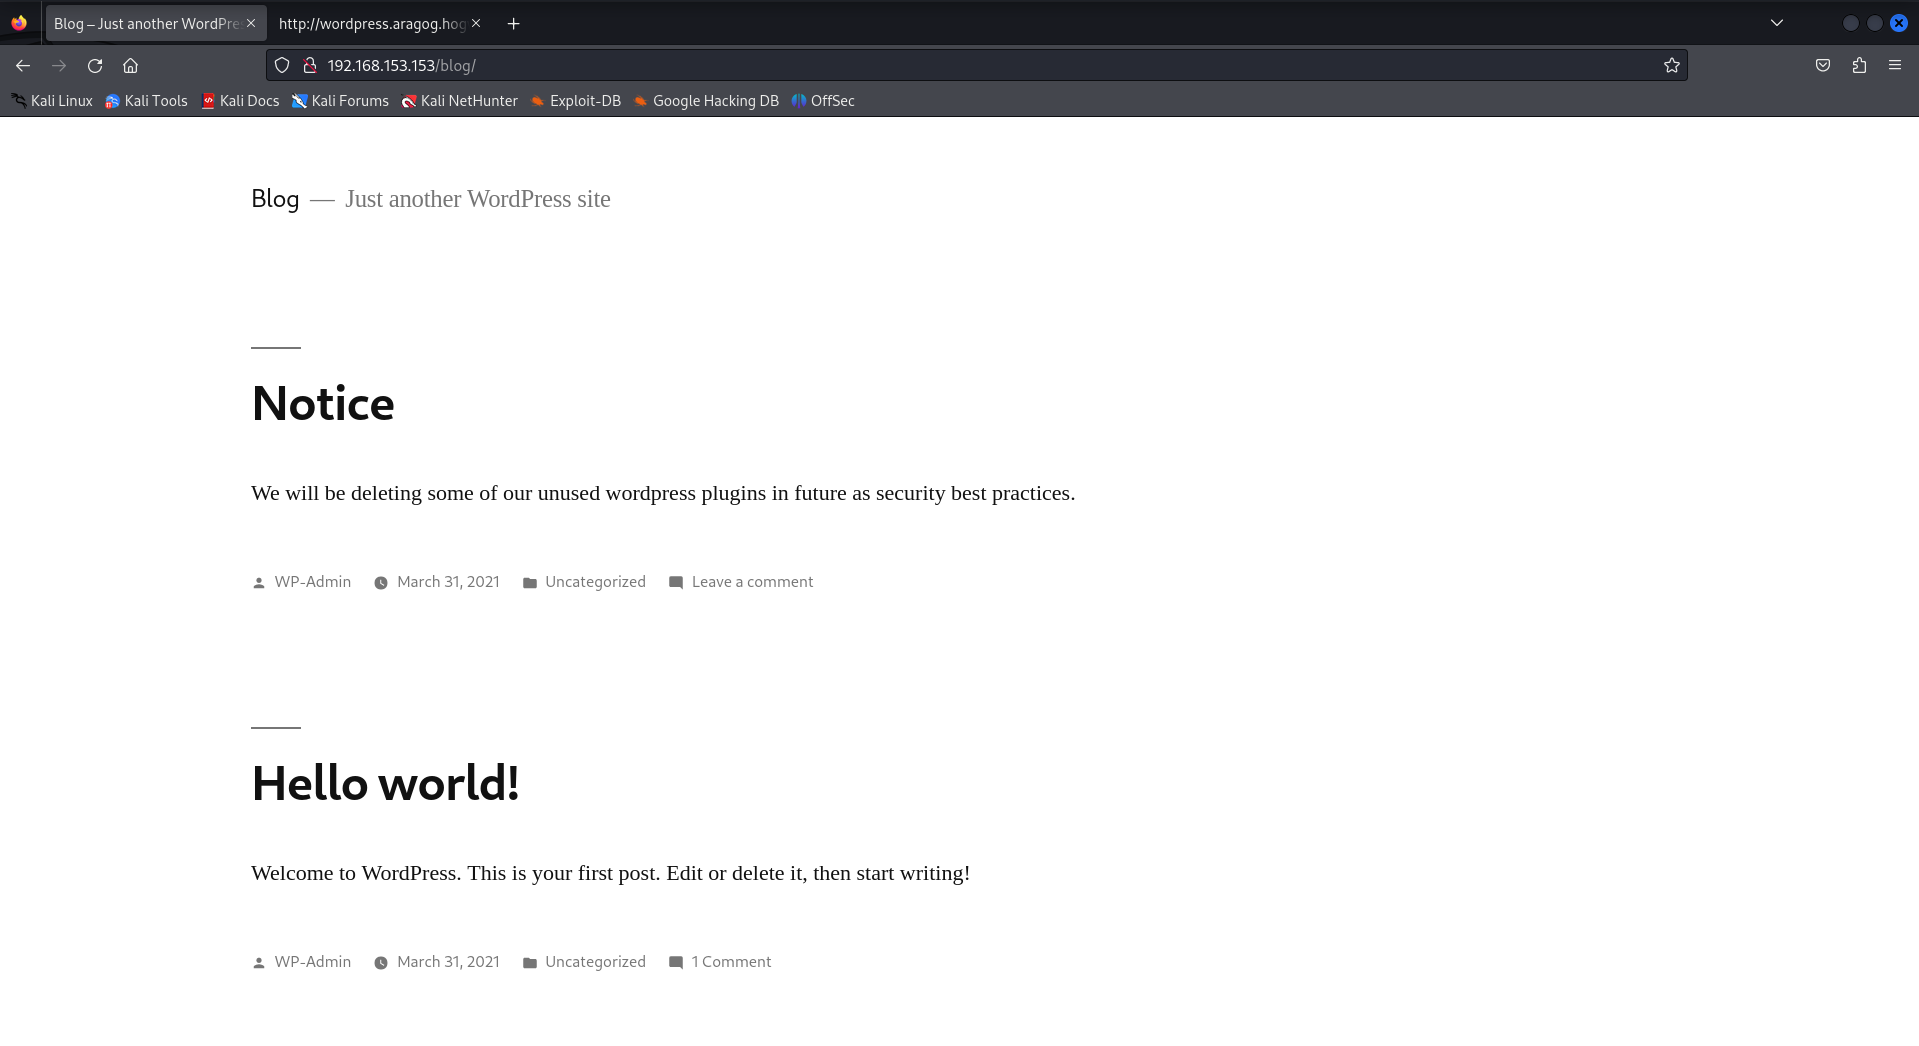 Blog – Just another WordPre
http://wordpress.aragog.hog
192.168.153.153/blog/
Kali Linux Kali Tools Kali Docs Kali Forums Kali NetHunter Exploit-DB Google Hacking DB OffSec
Blog — Just another WordPress site
Notice
We will be deleting some of our unused wordpress plugins in future as security best practices.
WP-Admin March 31, 2021 Uncategorized Leave a comment
Hello world!
Welcome to WordPress. This is your first post. Edit or delete it, then start writing!
WP-Admin March 31, 2021 Uncategorized 1 Comment